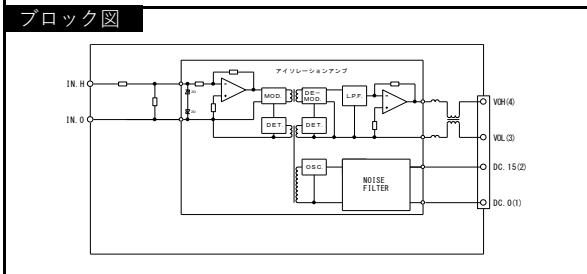 ブロック図
アイソレーションアンプ
IN.H
MOD.
DE-
MOD.
L.P.F.
VOH(4)
IN.O
DET.
DET.
VOL(3)
OSC.
NOISE
FILTER
DC.15(2)
DC.0(1)